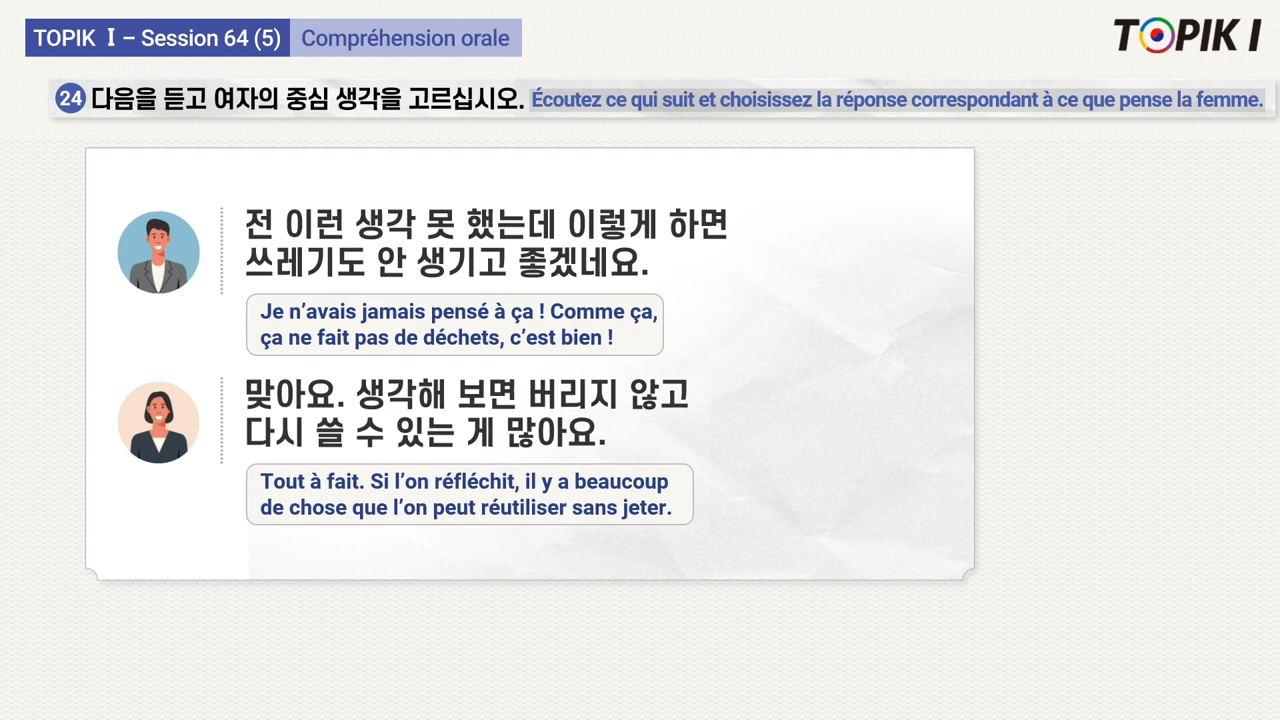 TOPIK Ⅰ – Session 64 (5) Compréhension orale
TOPIK I
24 다음을 듣고 여자의 중심 생각을 고르십시오. Écoutez ce qui suit et choisissez la réponse correspondant à ce que pense la femme.
전 이런 생각 못 했는데 이렇게 하면
쓰레기도 안 생기고 좋겠네요.
Je n’avais jamais pensé à ça ! Comme ça,
ça ne fait pas de déchets, c’est bien !
맞아요. 생각해 보면 버리지 않고
다시 쓸 수 있는 게 많아요.
Tout à fait. Si l’on réfléchit, il y a beaucoup
de chose que l’on peut réutiliser sans jeter.